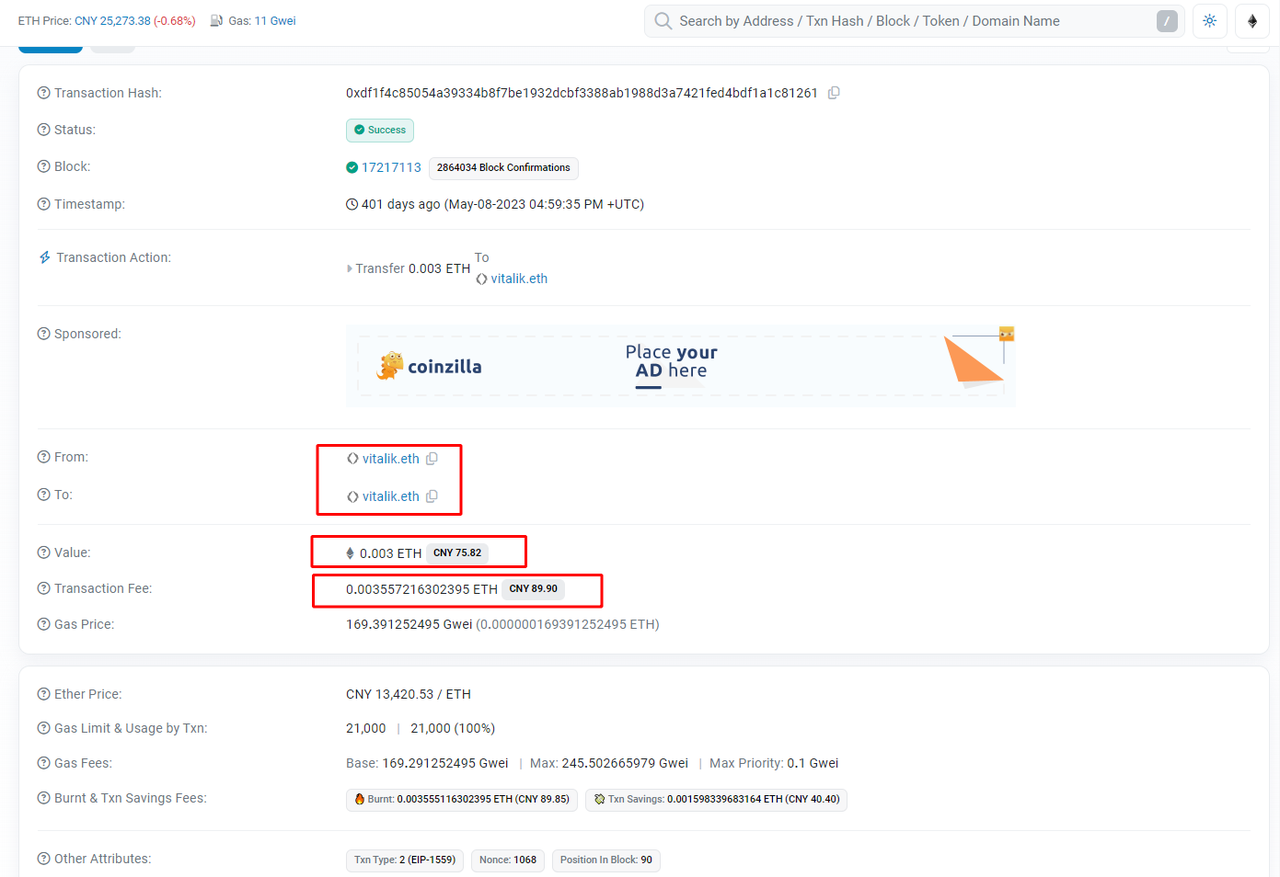 ETH Price: CNY 25,273.38 (-0.68%) Gas: 11 Gwei Search by Address / Txn Hash / Block / Token / Domain Name /
Transaction Hash: 0xdf1f4c85054a39334b8f7be1932dcbf3388ab1988d3a7421fed4bdf1a1c81261
Status: Success
Block: 17217113 2864034 Block Confirmations
Timestamp: 401 days ago (May-08-2023 04:59:35 PM +UTC)
Transaction Action: Transfer 0.003 ETH To
vitalik.eth
Sponsored:
coinzilla Place your
AD here
From: vitalik.eth
To: vitalik.eth
Value: 0.003 ETH CNY 75.82
Transaction Fee: 0.003557216302395 ETH CNY 89.90
Gas Price: 169.391252495 Gwei (0.000000169391252495 ETH)
Ether Price: CNY 13,420.53 / ETH
Gas Limit & Usage by Txn: 21,000 | 21,000 (100%)
Gas Fees: Base: 169.291252495 Gwei | Max: 245.502665979 Gwei | Max Priority: 0.1 Gwei
Burnt & Txn Savings Fees: Burnt: 0.003555116302395 ETH (CNY 89.85) Txn Savings: 0.001598339683164 ETH (CNY 40.40)
Other Attributes: Txn Type: 2 (EIP-1559) Nonce: 1068 Position In Block: 90